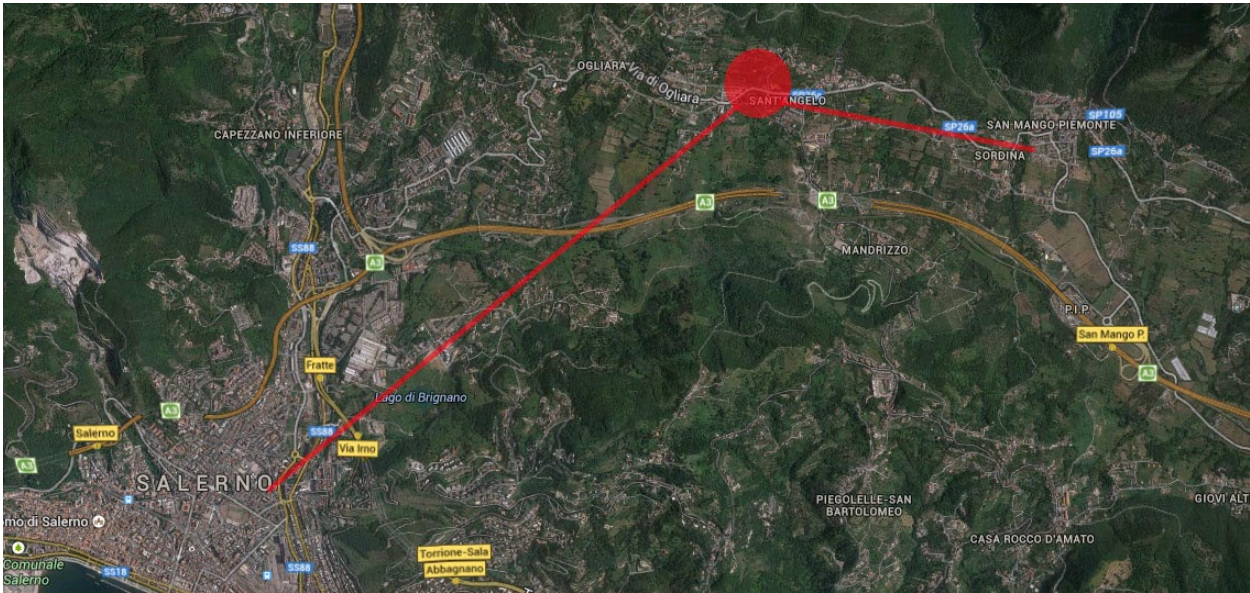 OGLIARA
Via di Ogliara
SANT'ANGELO
CAPEZZANO INFERIORE
SP26a
SAN MANGO PIEMONTE
SP105
SP26a
SORDINA
A3
A3
SS88
A3
MANDRIZZO
P.I.P.
San Mango P.
A3
Fratte
Lago di Brignano
A3
Salerno
SS88
Via Irno
A3
SALERNO
PIEGOLELLE-SAN
BARTOLOMEO
GIOVI ALT
omo di Salerno
CASA ROCCO D'AMATO
Comunale
Salerno
SS18
SS88
Torrione-Sala
Abbagnano